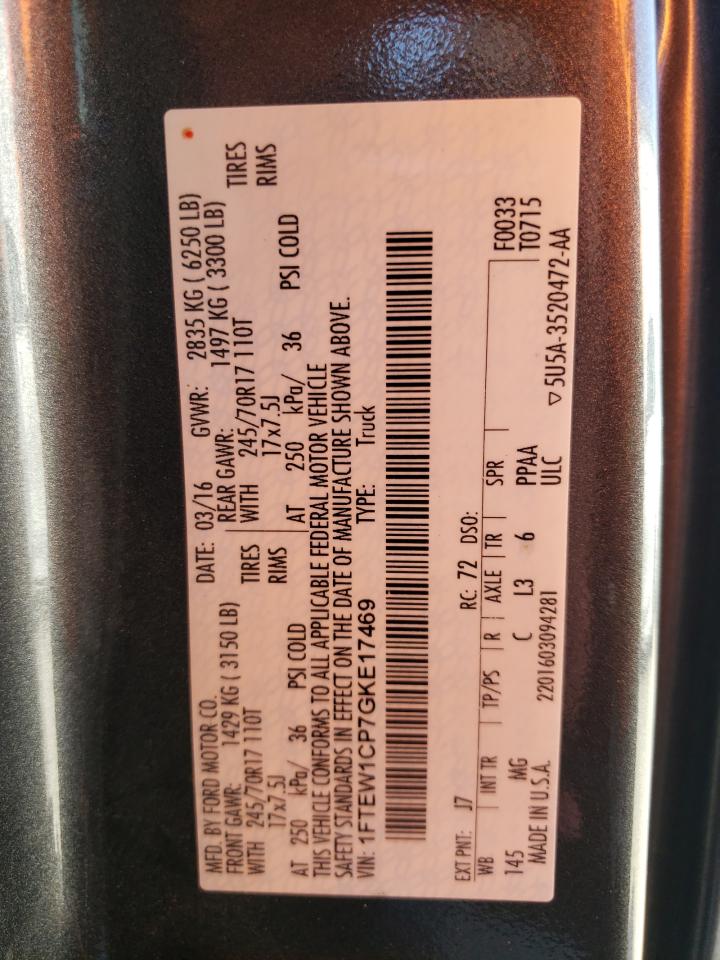 MFD. BY FORD MOTOR CO. DATE: 03/16 GVWR: 2835 KG ( 6250 LB)
FRONT GAWR: 1429 KG ( 3150 LB) REAR GAWR: 1497 KG ( 3300 LB)
WITH 245/70R17 110T TIRES WITH 245/70R17 110T TIRES
17x7.5J RIMS 17x7.5J RIMS
AT 250 kPa/ 36 PSI COLD AT 250 kPa/ 36 PSI COLD
THIS VEHICLE CONFORMS TO ALL APPLICABLE FEDERAL MOTOR VEHICLE
SAFETY STANDARDS IN EFFECT ON THE DATE OF MANUFACTURE SHOWN ABOVE.
VIN: 1FTEW1CP7GKE17469 TYPE: Truck
EXT PNT: J7 RC: 72 DSO:
WB INT TR TP/PS R AXLE TR SPR F0033
145 MG C L3 6 PPAA T0715
MADE IN U.S.A. 2201603094281 ULC
▽5U5A-3520472-AA